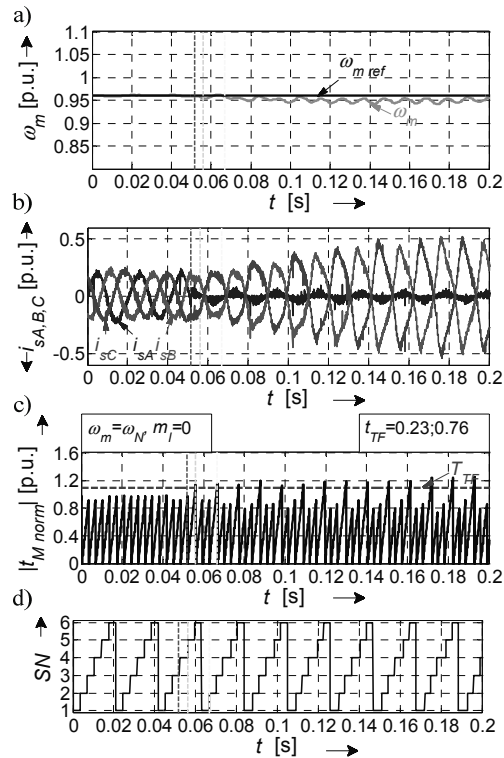 a)
1.1
1.05
1
0.95
0.9
0.85
ω_m [p.u.]
ω_m ref
ω_m
0 0.02 0.04 0.06 0.08 0.1 0.12 0.14 0.16 0.18 0.2
t [s]
b)
0.5
0
-0.5
i_sA,B,C [p.u.]
i_sC i_sA i_sB
0 0.02 0.04 0.06 0.08 0.1 0.12 0.14 0.16 0.18 0.2
t [s]
c)
ω_m=ω_N, m_l=0
t_TF=0.23;0.76
1.6
1.2
0.8
0.4
0
|t_M norm| [p.u.]
T_TF
0 0.02 0.04 0.06 0.08 0.1 0.12 0.14 0.16 0.18 0.2
t [s]
d)
6
5
4
3
2
1
SN
0 0.02 0.04 0.06 0.08 0.1 0.12 0.14 0.16 0.18 0.2
t [s]